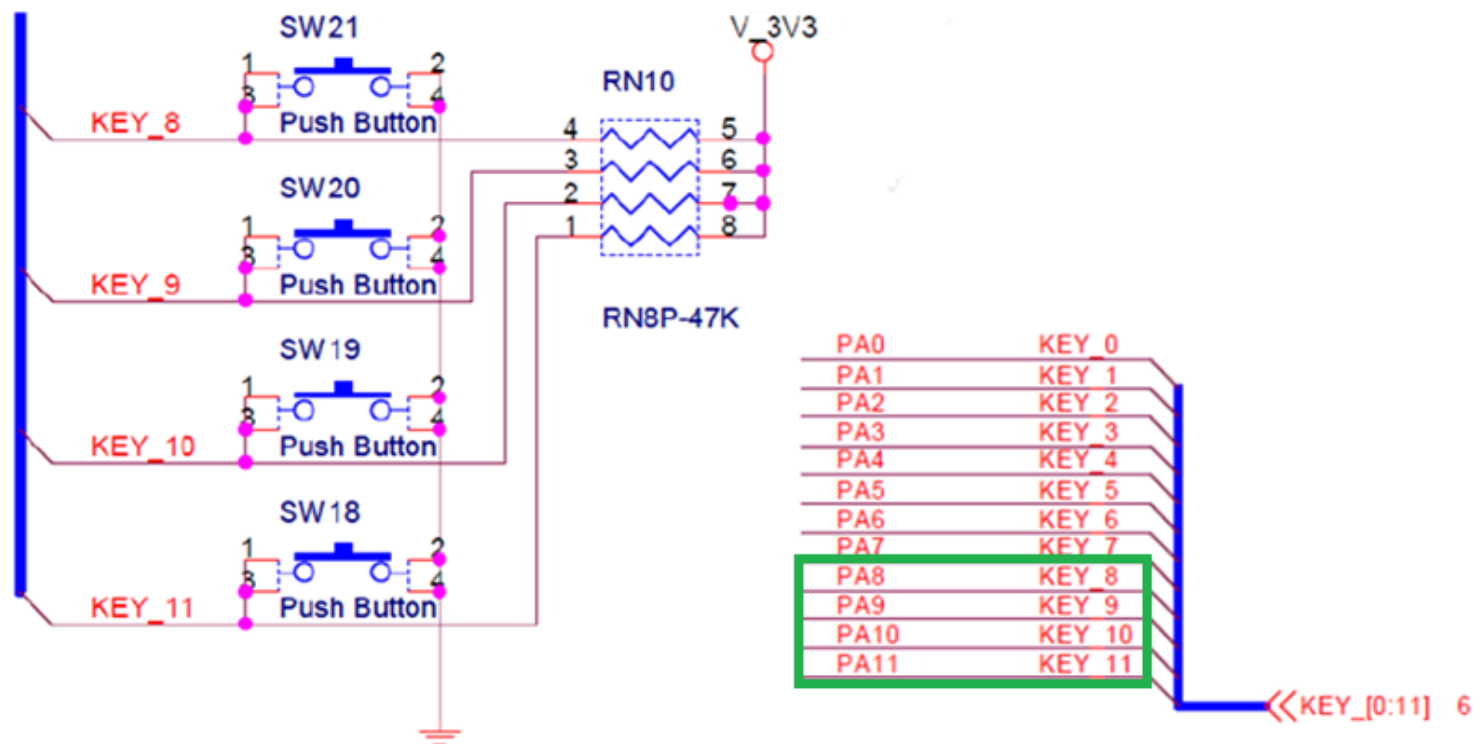 SW21
1 2
3 4
KEY_8
Push Button
SW20
1 2
3 4
KEY_9
Push Button
SW19
1 2
3 4
KEY_10
Push Button
SW18
1 2
3 4
KEY_11
Push Button
V_3V3
RN10
4 5
3 6
2 7
1 8
RN8P-47K
PA0 KEY_0
PA1 KEY_1
PA2 KEY_2
PA3 KEY_3
PA4 KEY_4
PA5 KEY_5
PA6 KEY_6
PA7 KEY_7
PA8 KEY_8
PA9 KEY_9
PA10 KEY_10
PA11 KEY_11
KEY_[0:11] 6